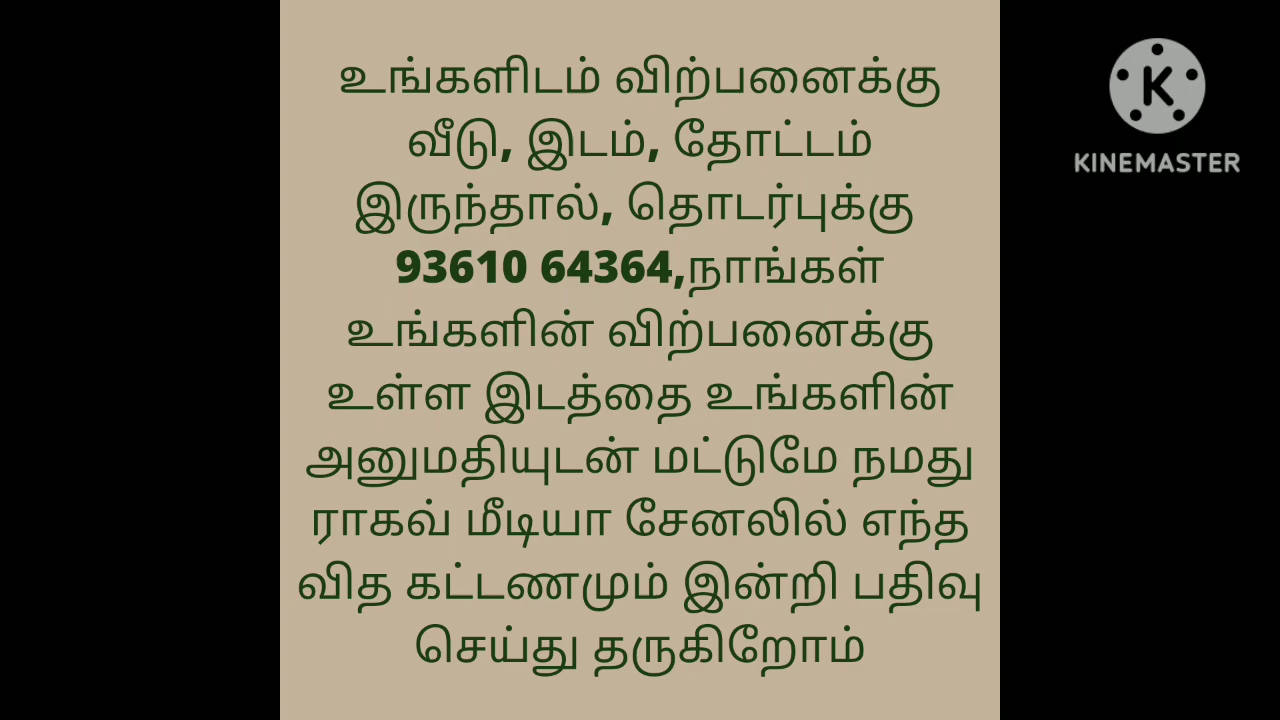 உங்களிடம் விற்பனைக்கு
வீடு, இடம், தோட்டம்
இருந்தால், தொடர்புக்கு
93610 64364,நாங்கள்
உங்களின் விற்பனைக்கு
உள்ள இடத்தை உங்களின்
அனுமதியுடன் மட்டுமே நமது
ராகவ் மீடியா சேனலில் எந்த
வித கட்டணமும் இன்றி பதிவு
செய்து தருகிறோம்
K
KINEMASTER